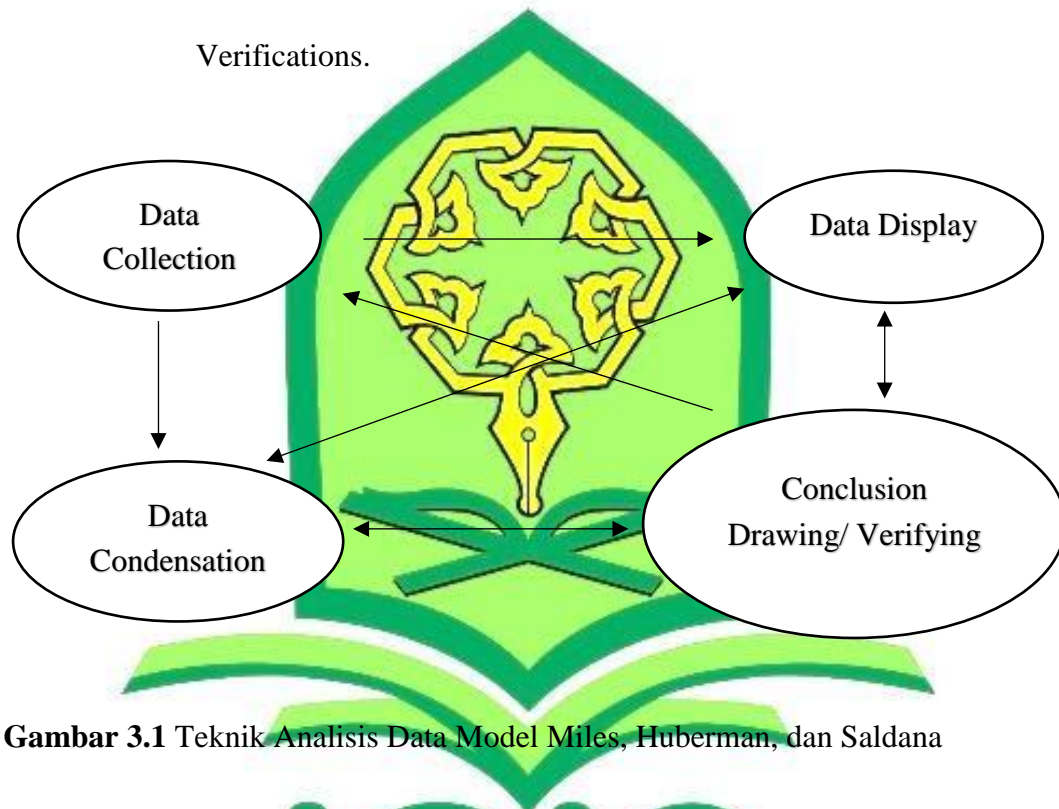 Verifications.
Data
Collection
Data Display
Data
Condensation
Conclusion
Drawing/ Verifying
Gambar 3.1 Teknik Analisis Data Model Miles, Huberman, dan Saldana